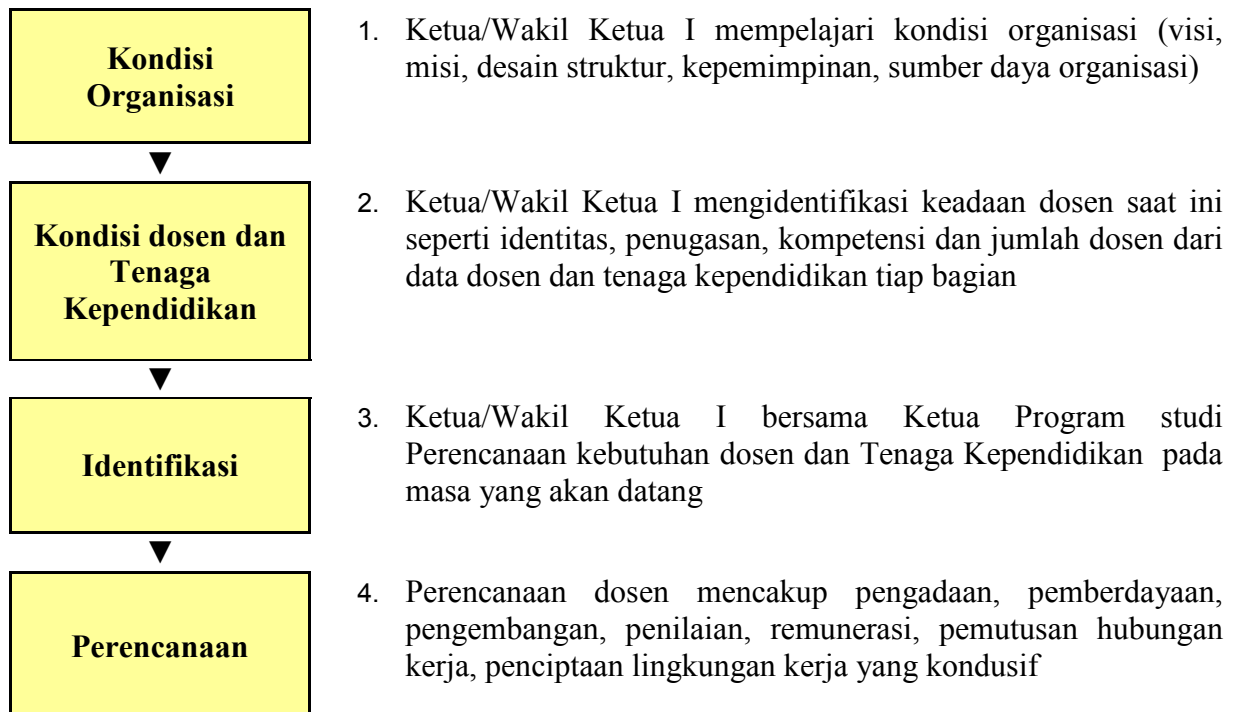 Kondisi
Organisasi
1. Ketua/Wakil Ketua I mempelajari kondisi organisasi (visi,
misi, desain struktur, kepemimpinan, sumber daya organisasi)
▼
Kondisi dosen dan
Tenaga
Kependidikan
2. Ketua/Wakil Ketua I mengidentifikasi keadaan dosen saat ini
seperti identitas, penugasan, kompetensi dan jumlah dosen dari
data dosen dan tenaga kependidikan tiap bagian
▼
Identifikasi
3. Ketua/Wakil Ketua I bersama Ketua Program studi
Perencanaan kebutuhan dosen dan Tenaga Kependidikan pada
masa yang akan datang
▼
Perencanaan
4. Perencanaan dosen mencakup pengadaan, pemberdayaan,
pengembangan, penilaian, remunerasi, pemutusan hubungan
kerja, penciptaan lingkungan kerja yang kondusif